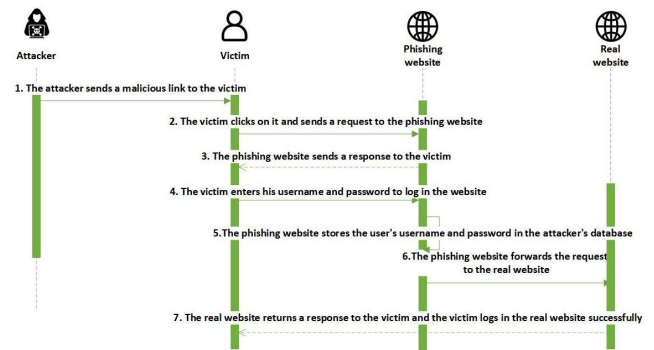 Attacker
Victim
Phishing
website
Real
website
1. The attacker sends a malicious link to the victim
2. The victim clicks on it and sends a request to the phishing website
3. The phishing website sends a response to the victim
4. The victim enters his username and password to log in the website
5.The phishing website stores the user's username and password in the attacker's database
6.The phishing website forwards the request
to the real website
7. The real website returns a response to the victim and the victim logs in the real website successfully